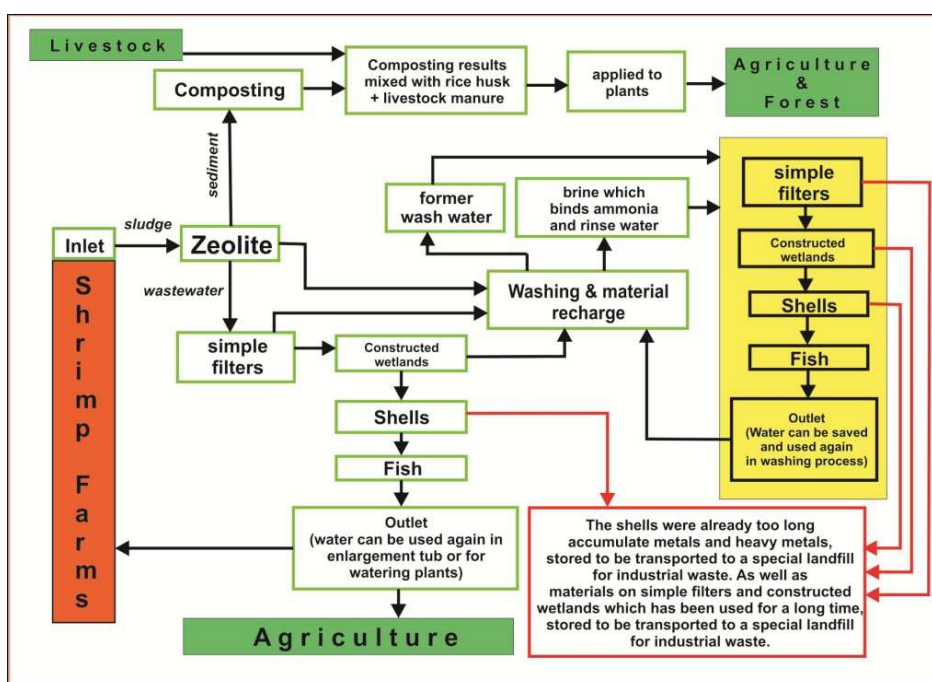 Livestock
Composting
Composting results
mixed with rice husk
+ livestock manure
applied to
plants
Agriculture
&
Forest
sediment
sludge
Inlet
Zeolite
wastewater
Shrimp Farms
simple
filters
Constructed
wetlands
Shells
Fish
Outlet
(water can be used again in
enlargement tub or for
watering plants)
Agriculture
former
wash water
brine which
binds ammonia
and rinse water
Washing & material
recharge
simple
filters
Constructed
wetlands
Shells
Fish
Outlet
(Water can be saved
and used again
in washing process)
The shells were already too long
accumulate metals and heavy metals,
stored to be transported to a special landfill
for industrial waste. As well as
materials on simple filters and constructed
wetlands which has been used for a long time,
stored to be transported to a special landfill
for industrial waste.